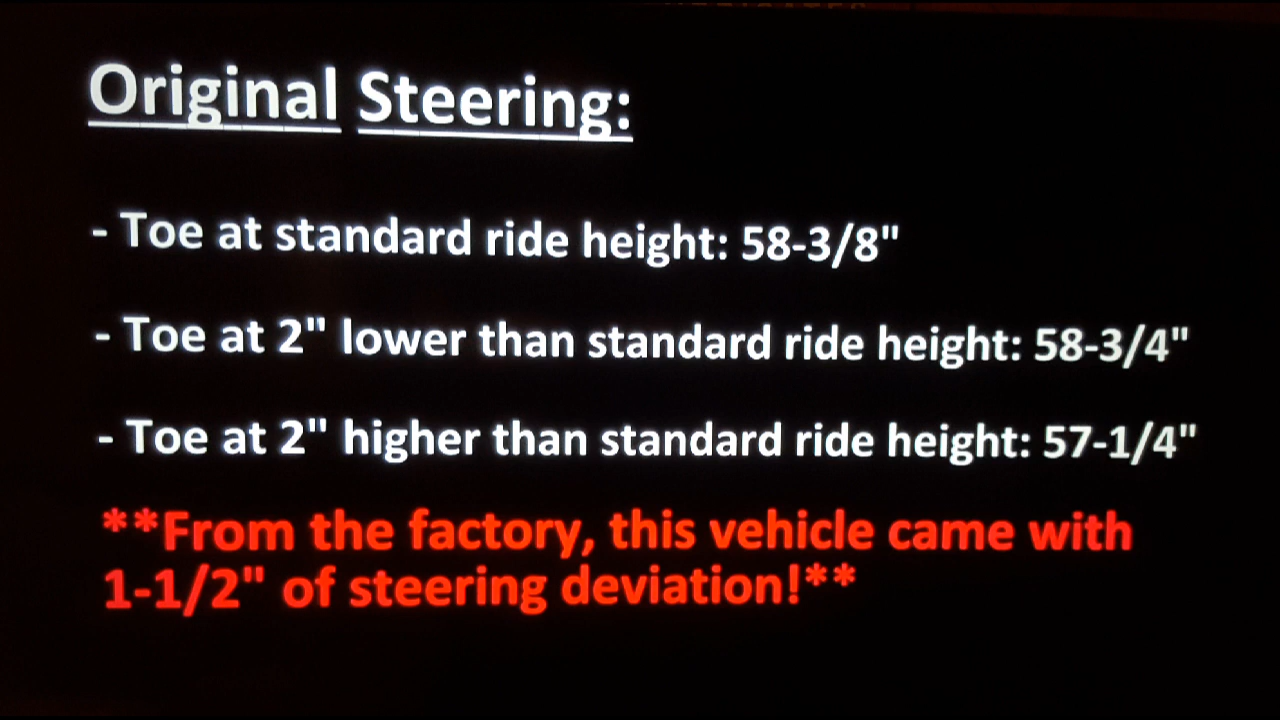 Original Steering:
- Toe at standard ride height: 58-3/8"
- Toe at 2" lower than standard ride height: 58-3/4"
- Toe at 2" higher than standard ride height: 57-1/4"
**From the factory, this vehicle came with
1-1/2" of steering deviation!**